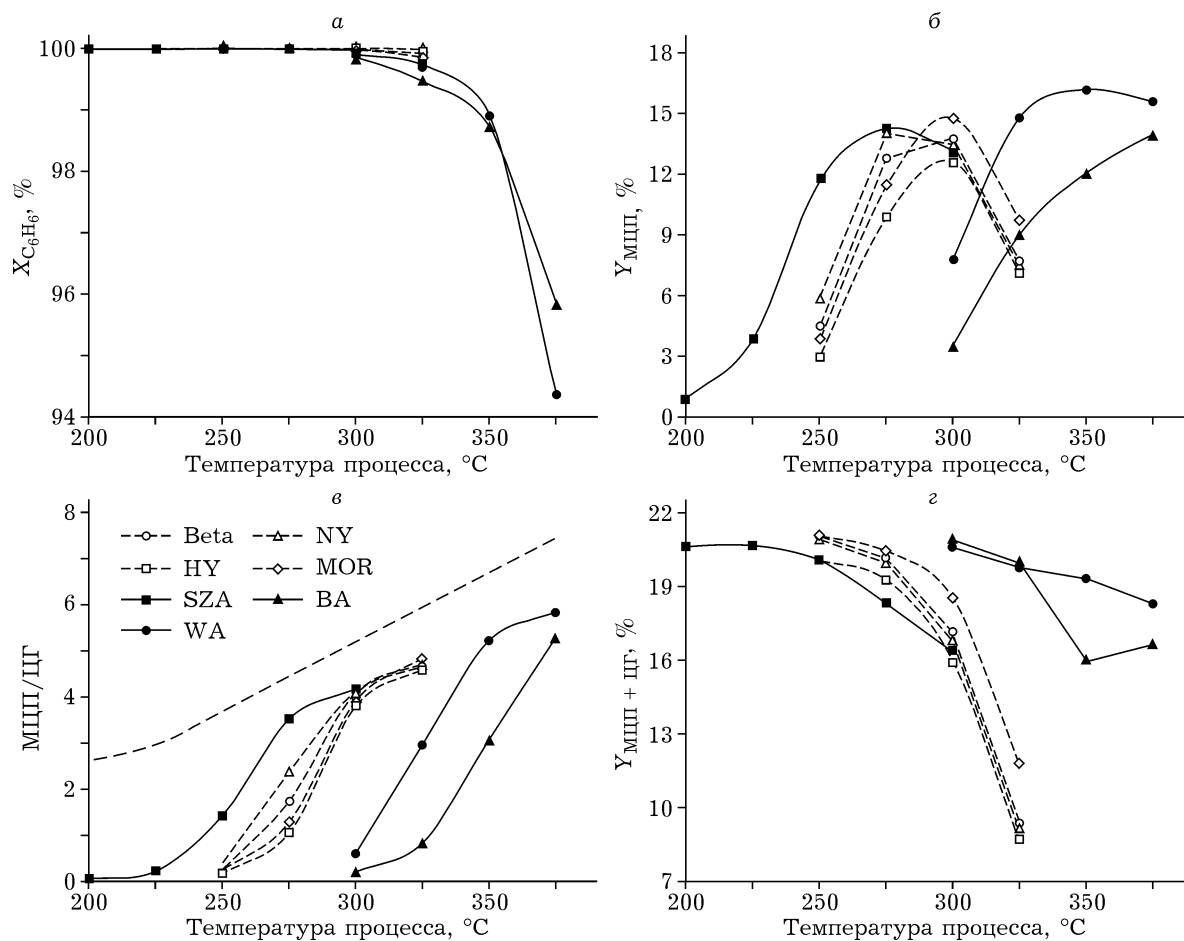 а
100
98
96
94
X_C6H6, %
200
250
300
350
Температура процесса, °C
б
18
15
12
9
6
3
0
Y_МЦП, %
200
250
300
350
Температура процесса, °C
в
8
6
4
2
0
МЦП/ЦГ
Beta
NY
HY
MOR
SZA
BA
WA
200
250
300
350
Температура процесса, °C
г
22
19
16
13
10
7
Y_МЦП + ЦГ, %
200
250
300
350
Температура процесса, °C